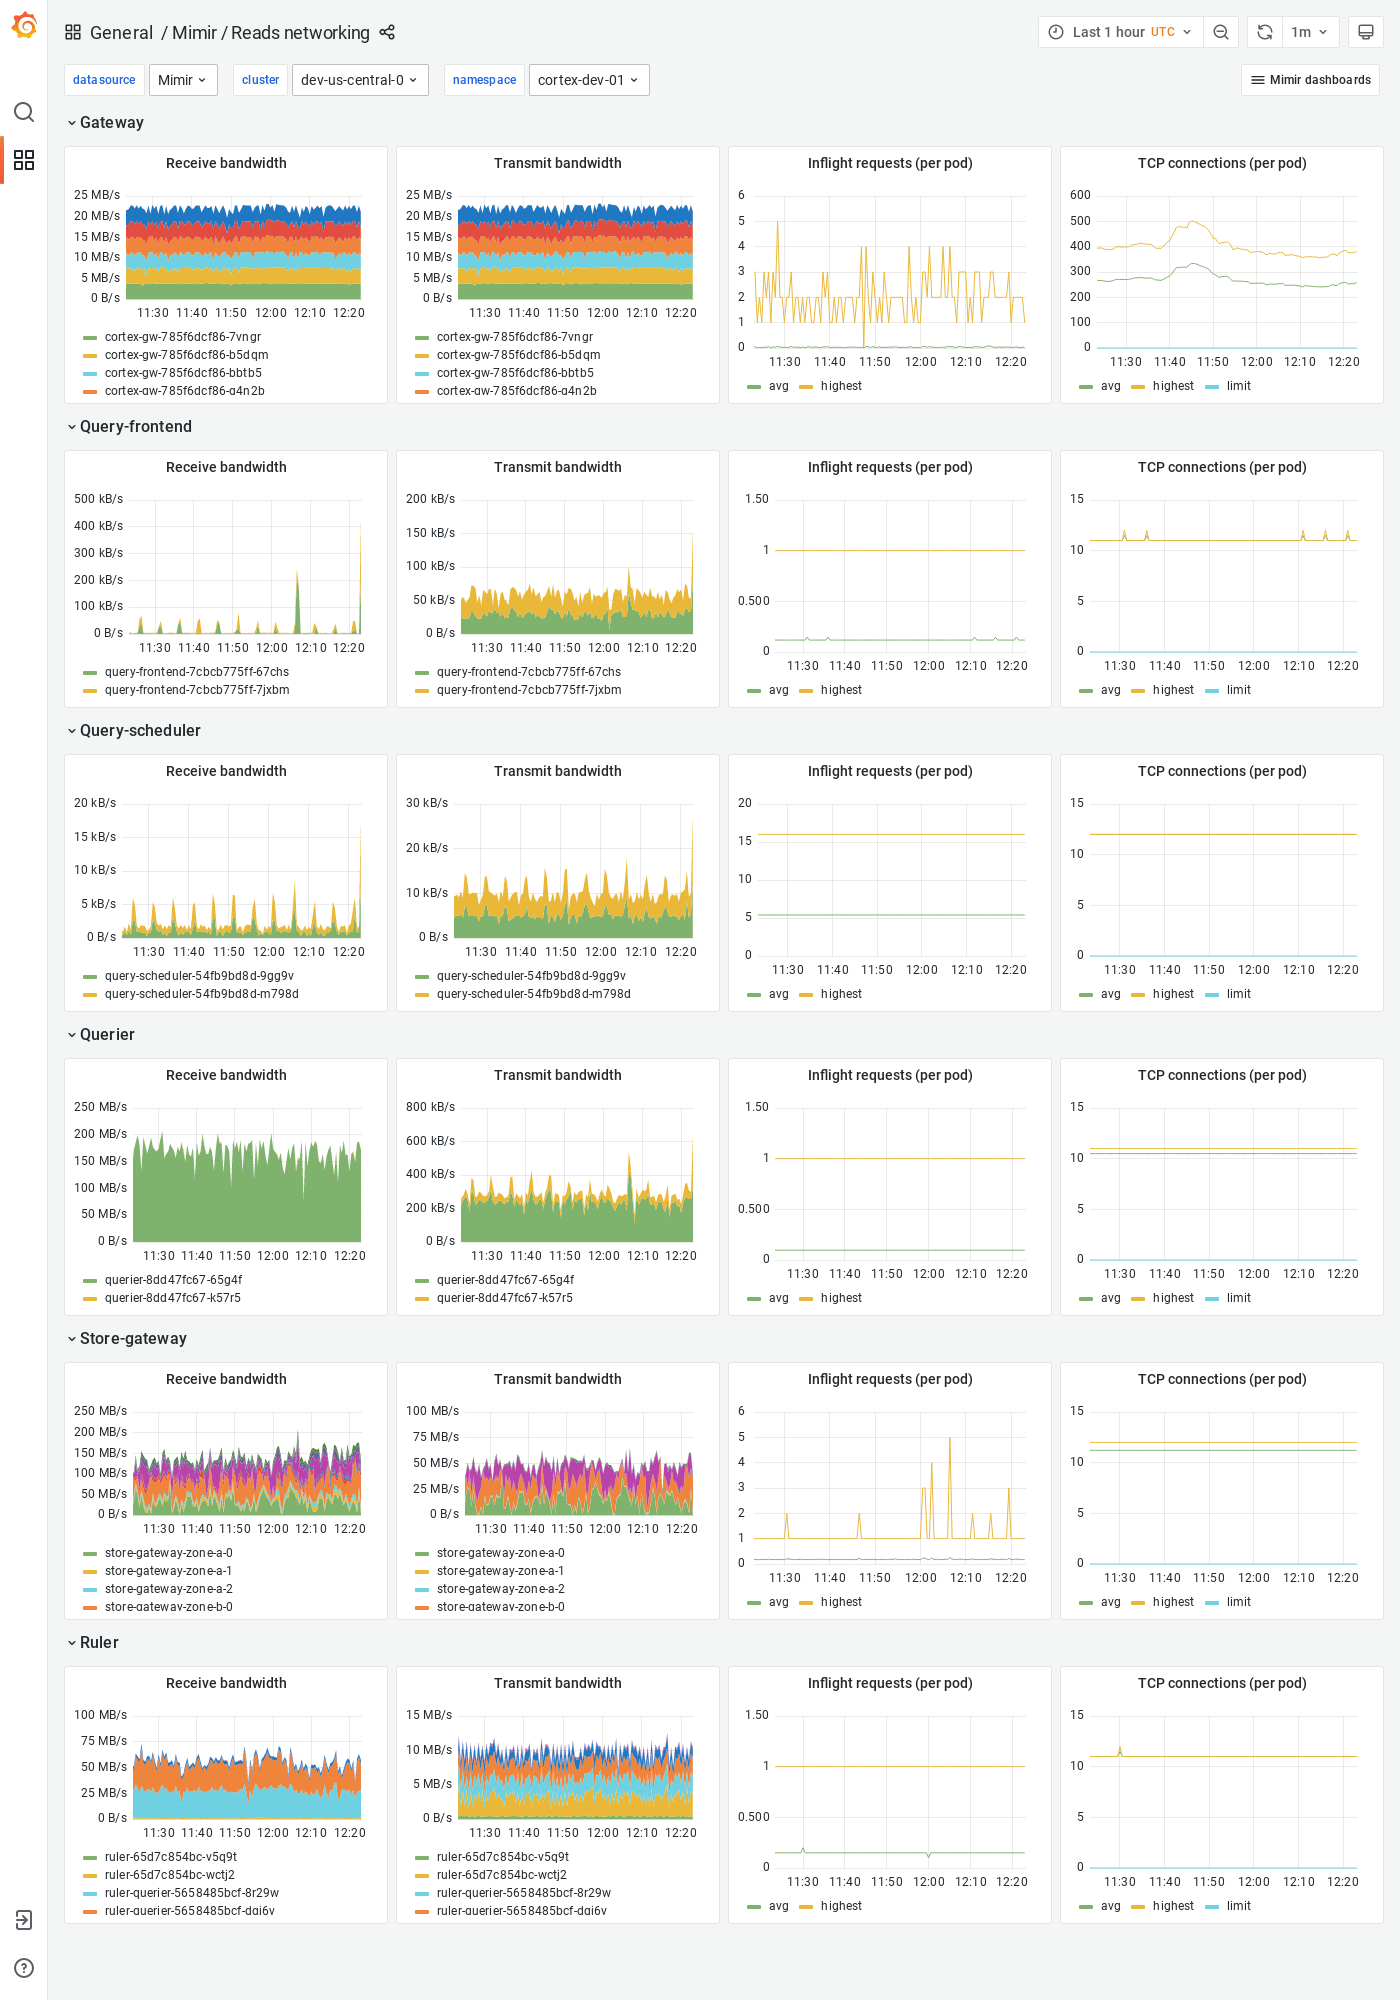 General / Mimir / Reads networking
Last 1 hour UTC
1m
datasource Mimir
cluster dev-us-central-0
namespace cortex-dev-01
Mimir dashboards
Gateway
Receive bandwidth
25 MB/s
20 MB/s
15 MB/s
10 MB/s
5 MB/s
0 B/s
11:30 11:40 11:50 12:00 12:10 12:20
cortex-gw-785f6dcf86-7vngr
cortex-gw-785f6dcf86-b5dqm
cortex-gw-785f6dcf86-bbtb5
cortex-gw-785f6dcf86-q4n2b
Transmit bandwidth
25 MB/s
20 MB/s
15 MB/s
10 MB/s
5 MB/s
0 B/s
11:30 11:40 11:50 12:00 12:10 12:20
cortex-gw-785f6dcf86-7vngr
cortex-gw-785f6dcf86-b5dqm
cortex-gw-785f6dcf86-bbtb5
cortex-gw-785f6dcf86-q4n2b
Inflight requests (per pod)
6
5
4
3
2
1
0
11:30 11:40 11:50 12:00 12:10 12:20
avg highest
TCP connections (per pod)
600
500
400
300
200
100
0
11:30 11:40 11:50 12:00 12:10 12:20
avg highest limit
Query-frontend
Receive bandwidth
500 kB/s
400 kB/s
300 kB/s
200 kB/s
100 kB/s
0 B/s
11:30 11:40 11:50 12:00 12:10 12:20
query-frontend-7cbcb775ff-67chs
query-frontend-7cbcb775ff-7jxbm
Transmit bandwidth
200 kB/s
150 kB/s
100 kB/s
50 kB/s
0 B/s
11:30 11:40 11:50 12:00 12:10 12:20
query-frontend-7cbcb775ff-67chs
query-frontend-7cbcb775ff-7jxbm
Inflight requests (per pod)
1.50
1
0.500
0
11:30 11:40 11:50 12:00 12:10 12:20
avg highest
TCP connections (per pod)
15
10
5
0
11:30 11:40 11:50 12:00 12:10 12:20
avg highest limit
Query-scheduler
Receive bandwidth
20 kB/s
15 kB/s
10 kB/s
5 kB/s
0 B/s
11:30 11:40 11:50 12:00 12:10 12:20
query-scheduler-54fb9bd8d-9gg9v
query-scheduler-54fb9bd8d-m798d
Transmit bandwidth
30 kB/s
20 kB/s
10 kB/s
0 B/s
11:30 11:40 11:50 12:00 12:10 12:20
query-scheduler-54fb9bd8d-9gg9v
query-scheduler-54fb9bd8d-m798d
Inflight requests (per pod)
20
15
10
5
0
11:30 11:40 11:50 12:00 12:10 12:20
avg highest
TCP connections (per pod)
15
10
5
0
11:30 11:40 11:50 12:00 12:10 12:20
avg highest limit
Querier
Receive bandwidth
250 MB/s
200 MB/s
150 MB/s
100 MB/s
50 MB/s
0 B/s
11:30 11:40 11:50 12:00 12:10 12:20
querier-8dd47fc67-65g4f
querier-8dd47fc67-k57r5
Transmit bandwidth
800 kB/s
600 kB/s
400 kB/s
200 kB/s
0 B/s
11:30 11:40 11:50 12:00 12:10 12:20
querier-8dd47fc67-65g4f
querier-8dd47fc67-k57r5
Inflight requests (per pod)
1.50
1
0.500
0
11:30 11:40 11:50 12:00 12:10 12:20
avg highest
TCP connections (per pod)
15
10
5
0
11:30 11:40 11:50 12:00 12:10 12:20
avg highest limit
Store-gateway
Receive bandwidth
250 MB/s
200 MB/s
150 MB/s
100 MB/s
50 MB/s
0 B/s
11:30 11:40 11:50 12:00 12:10 12:20
store-gateway-zone-a-0
store-gateway-zone-a-1
store-gateway-zone-a-2
store-gateway-zone-b-0
Transmit bandwidth
100 MB/s
75 MB/s
50 MB/s
25 MB/s
0 B/s
11:30 11:40 11:50 12:00 12:10 12:20
store-gateway-zone-a-0
store-gateway-zone-a-1
store-gateway-zone-a-2
store-gateway-zone-b-0
Inflight requests (per pod)
6
5
4
3
2
1
0
11:30 11:40 11:50 12:00 12:10 12:20
avg highest
TCP connections (per pod)
15
10
5
0
11:30 11:40 11:50 12:00 12:10 12:20
avg highest limit
Ruler
Receive bandwidth
100 MB/s
75 MB/s
50 MB/s
25 MB/s
0 B/s
11:30 11:40 11:50 12:00 12:10 12:20
ruler-65d7c854bc-v5q9t
ruler-65d7c854bc-wctj2
ruler-querier-5658485bcf-8r29w
ruler-querier-5658485bcf-dqj6v
Transmit bandwidth
15 MB/s
10 MB/s
5 MB/s
0 B/s
11:30 11:40 11:50 12:00 12:10 12:20
ruler-65d7c854bc-v5q9t
ruler-65d7c854bc-wctj2
ruler-querier-5658485bcf-8r29w
ruler-querier-5658485bcf-dqj6v
Inflight requests (per pod)
1.50
1
0.500
0
11:30 11:40 11:50 12:00 12:10 12:20
avg highest
TCP connections (per pod)
15
10
5
0
11:30 11:40 11:50 12:00 12:10 12:20
avg highest limit